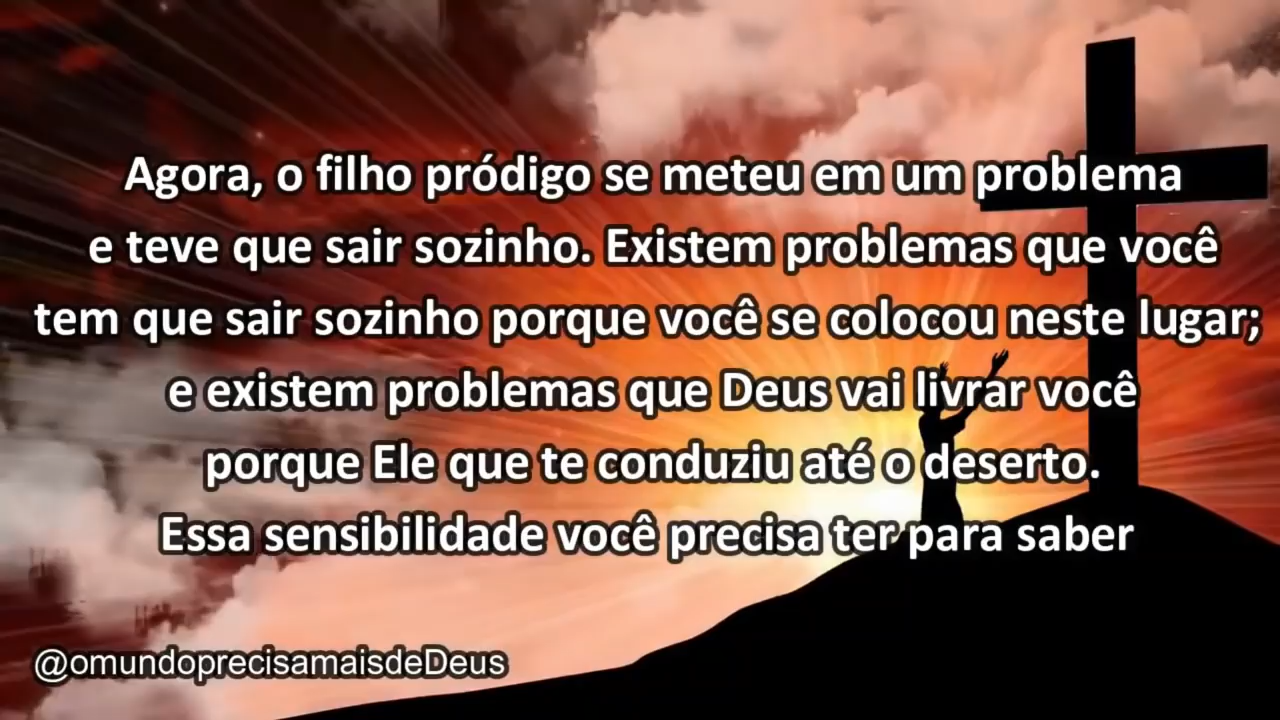 Agora, o filho pródigo se meteu em um problema
e teve que sair sozinho. Existem problemas que você
tem que sair sozinho porque você se colocou neste lugar;
e existem problemas que Deus vai livrar você
porque Ele que te conduziu até o deserto.
Essa sensibilidade você precisa ter para saber
@omundoprecisamaisdeDeus